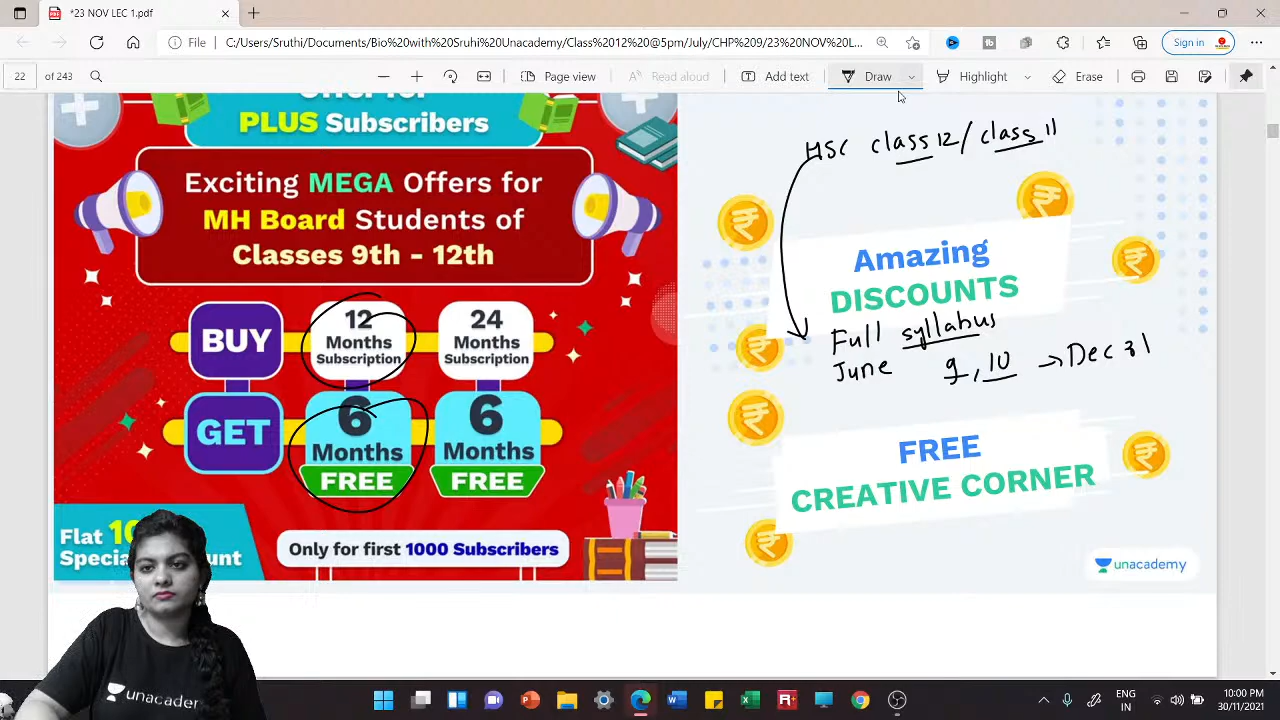 *23 NOV LEC 1.pdf
File
C:/Users/Sruthi/Documents/Bio%20with%20Sruhi%20UnAcademy/Class%2012%20@5pm/July/CHP%209/23%20NOV%20L...
Sign in
22
of 243
Page view
Read aloud
Add text
Draw
Highlight
Erase
PLUS Subscribers
Exciting MEGA Offers for
MH Board Students of
Classes 9th - 12th
BUY
12
Months
Subscription
24
Months
Subscription
GET
6
Months
FREE
6
Months
FREE
Flat
Only for first 1000 Subscribers
HSC class 12 / class 11
Amazing
DISCOUNTS
Full syllabus
June 9, 10 → Dec 31
FREE
CREATIVE CORNER
unacademy
unacadem
ENG
IN
10:00 PM
30/11/2021